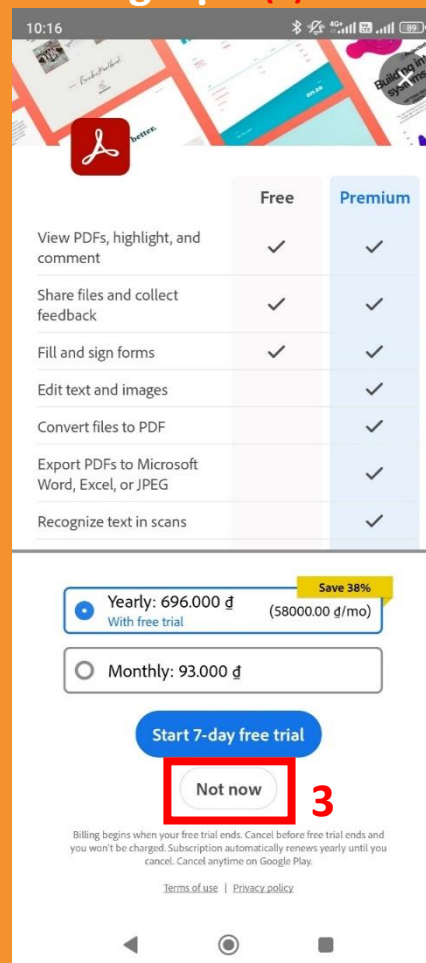 10:16
4G+
89
better.
Building int
Free
Premium
View PDFs, highlight, and
comment
Share files and collect
feedback
Fill and sign forms
Edit text and images
Convert files to PDF
Export PDFs to Microsoft
Word, Excel, or JPEG
Recognize text in scans
Save 38%
Yearly: 696.000 ₫
(58000.00 ₫/mo)
With free trial
Monthly: 93.000 ₫
Start 7-day free trial
Not now
3
Billing begins when your free trial ends. Cancel before free trial ends and
you won't be charged. Subscription automatically renews yearly until you
cancel. Cancel anytime on Google Play.
Terms of use | Privacy policy